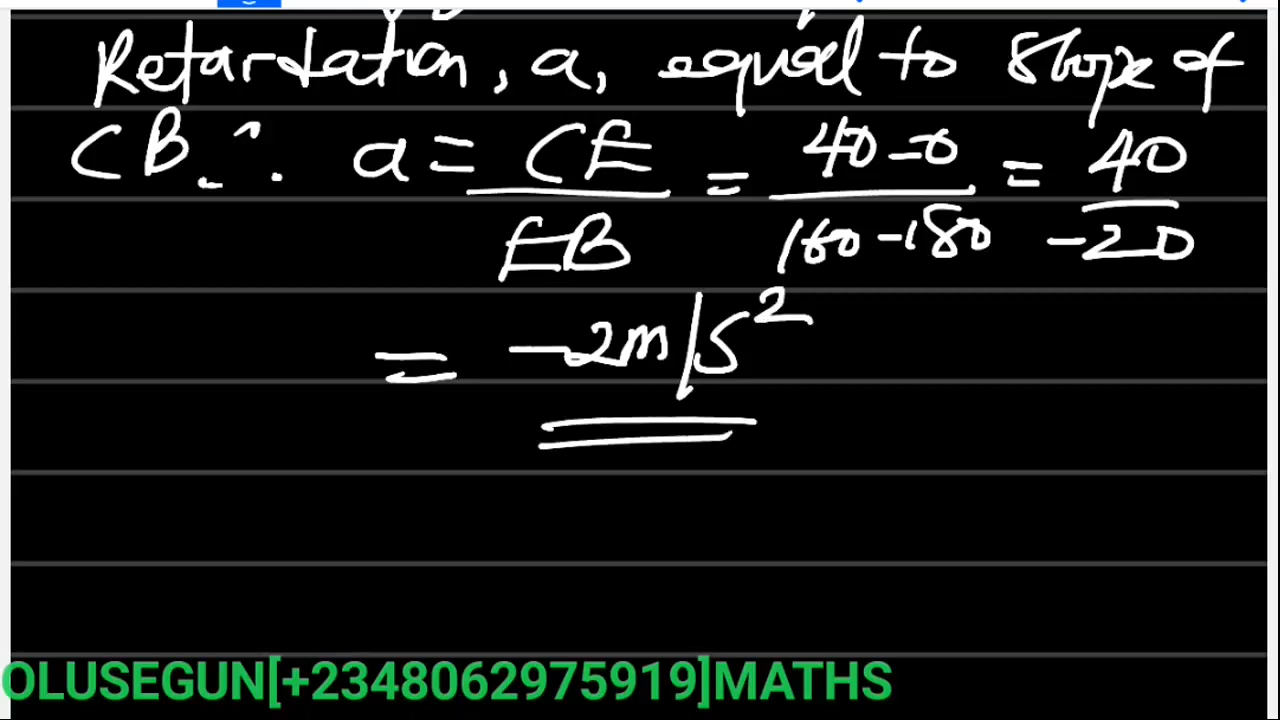 Retardation, a, equal to slope of
CB. ∴ a = CE/EB = 40-0/160-180 = 40/-20
= -2m/s²
OLUSEGUN[+2348062975919]MATHS